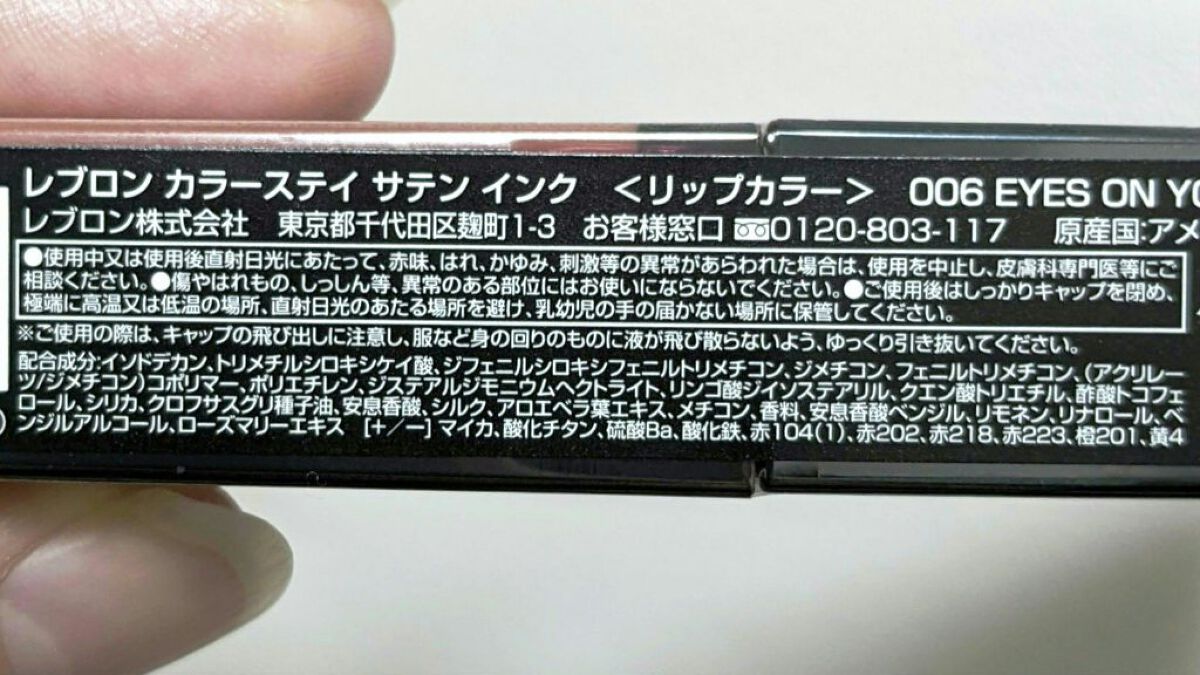 レブロン カラーステイ サテン インク ＜リップカラー＞ 006 EYES ON YO
レブロン株式会社 東京都千代田区麹町1-3 お客様窓口 0120-803-117 原産国:アメ
●使用中又は使用後直射日光にあたって、赤味、はれ、かゆみ、刺激等の異常があらわれた場合は、使用を中止し、皮膚科専門医等にご
相談ください。●傷やはれもの、しっしん等、異常のある部位にはお使いにならないでください。●ご使用後はしっかりキャップを閉め、
極端に高温又は低温の場所、直射日光のあたる場所を避け、乳幼児の手の届かない場所に保管してください。
※ご使用の際は、キャップの飛び出しに注意し、服など身の回りのものに液が飛び散らないよう、ゆっくり引き抜いてください。
配合成分:イソドデカン、トリメチルシロキシケイ酸、ジフェニルシロキシフェニルトリメチコン、ジメチコン、フェニルトリメチコン、(アクリレー
ツ/ジメチコン)コポリマー、ポリエチレン、ジステアルジモニウムヘクトライト、リンゴ酸ジイソステアリル、クエン酸トリエチル、酢酸トコフェ
ロール、シリカ、クロフサスグリ種子油、安息香酸、シルク、アロエベラ葉エキス、メチコン、香料、安息香酸ベンジル、リモネン、リナロール、ベ
ンジルアルコール、ローズマリーエキス [+/−] マイカ、酸化チタン、硫酸Ba、酸化鉄、赤104(1)、赤202、赤218、赤223、橙201、黄4